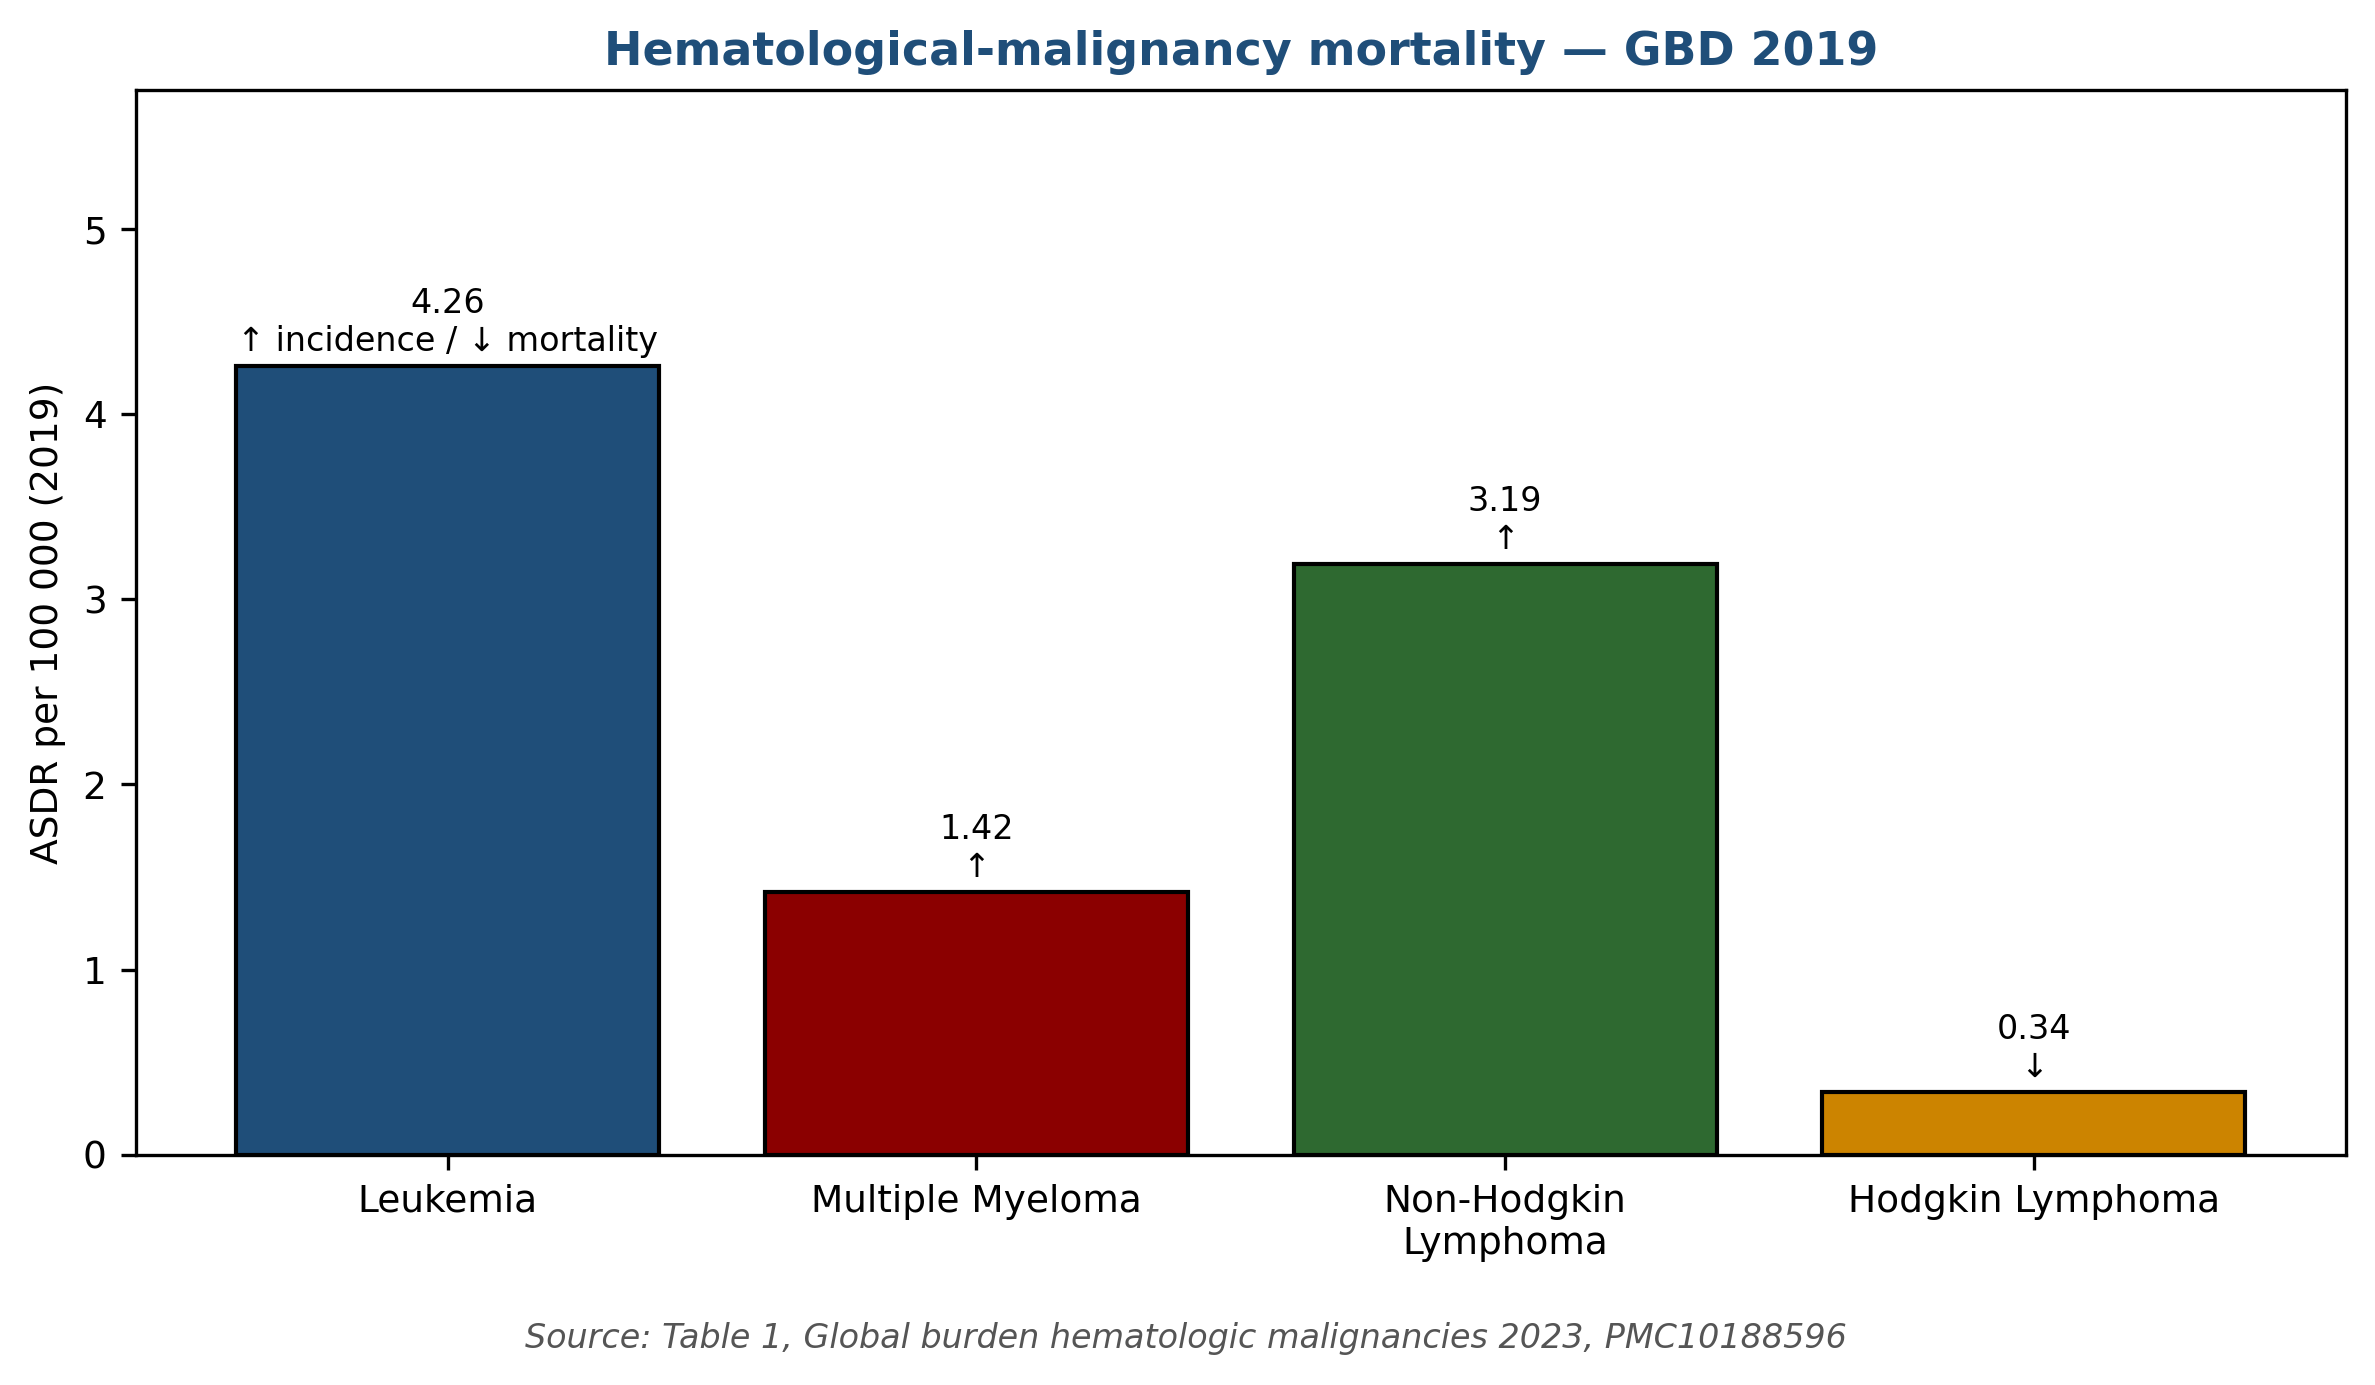 Hematological-malignancy mortality — GBD 2019
ASDR per 100 000 (2019)
5
4
3
2
1
0
4.26
↑ incidence / ↓ mortality
1.42
↑
3.19
↑
0.34
↓
Leukemia
Multiple Myeloma
Non-Hodgkin
Lymphoma
Hodgkin Lymphoma
Source: Table 1, Global burden hematologic malignancies 2023, PMC10188596